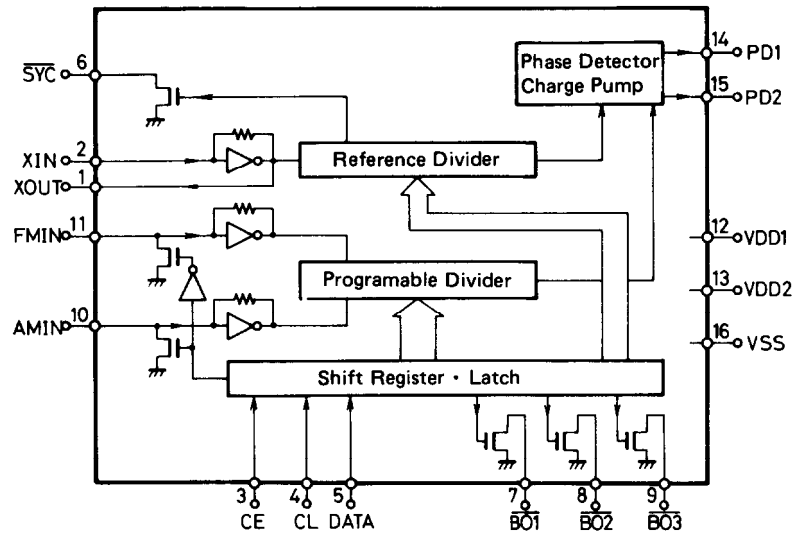 6
SYC
2
XIN
XOUT
1
11
FMIN
10
AMIN
Phase Detector
Charge Pump
14
PD1
15
PD2
Reference Divider
12
VDD1
Programable Divider
13
VDD2
16
VSS
Shift Register · Latch
3
CE
4
CL
5
DATA
7
BO1
8
BO2
9
BO3